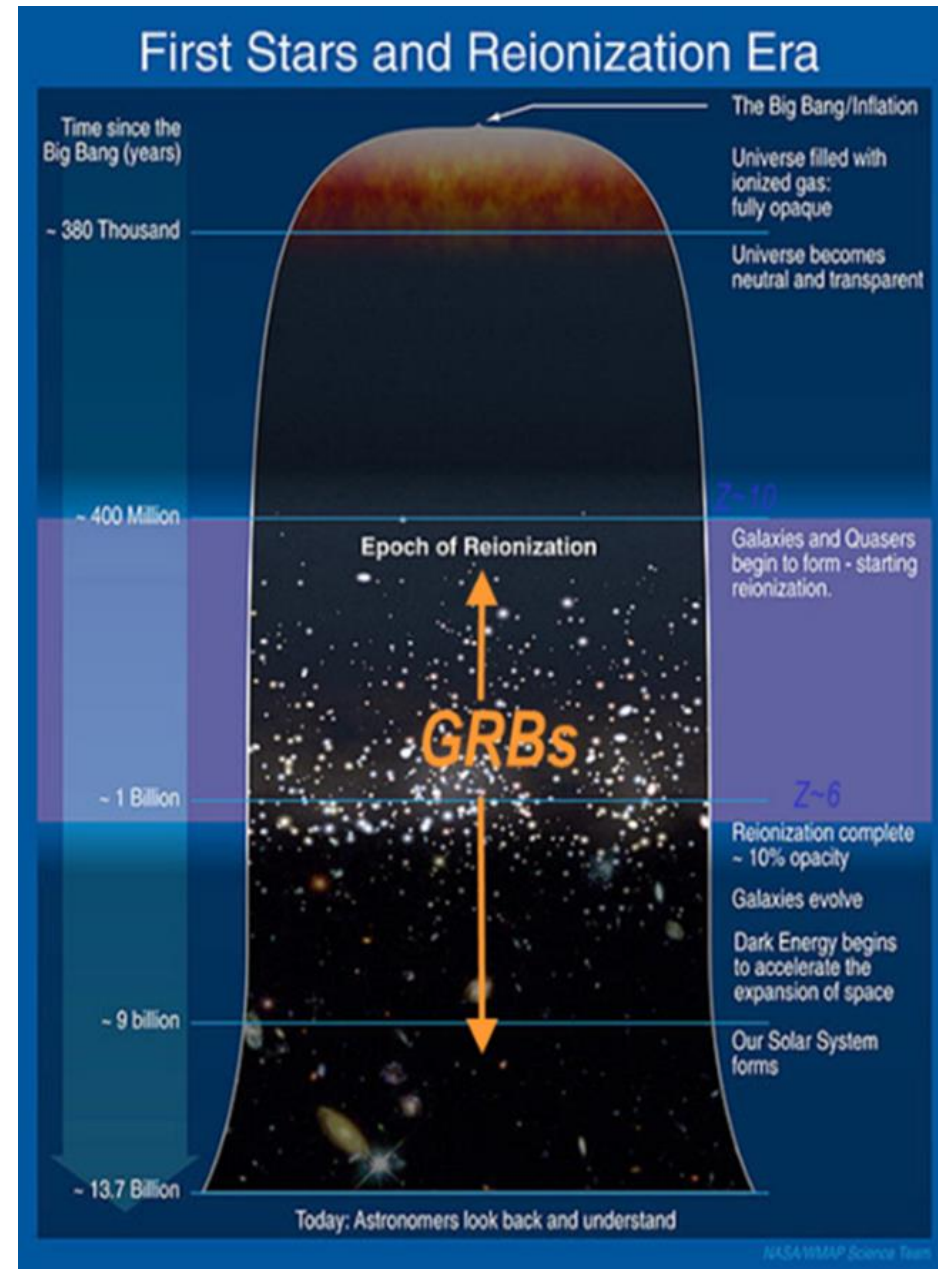 First Stars and Reionization Era
Time since the
Big Bang (years)
The Big Bang/Inflation
Universe filled with
ionized gas:
fully opaque
~ 380 Thousand
Universe becomes
neutral and transparent
Z~10
~ 400 Million
Epoch of Reionization
Galaxies and Quasers
begin to form - starting
reionization.
GRBs
~ 1 Billion
Z~6
Reionization complete
~ 10% opacity
Galaxies evolve
Dark Energy begins
to accelerate the
expansion of space
~ 9 billion
Our Solar System
forms
~ 13.7 Billion
Today: Astronomers look back and understand
NASA/WMAP Science Team